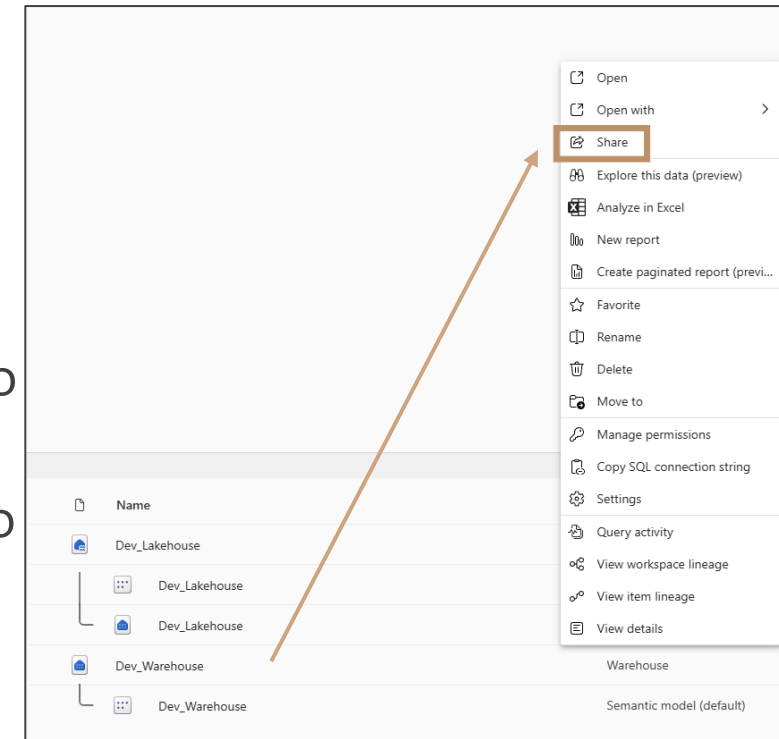 Open
Open with
Share
Explore this data (preview)
Analyze in Excel
New report
Create paginated report (previ...
Favorite
Rename
Delete
Move to
Manage permissions
Copy SQL connection string
Settings
Query activity
View workspace lineage
View item lineage
View details
o
o
Name
Dev_Lakehouse
Dev_Lakehouse
Dev_Lakehouse
Dev_Warehouse Warehouse
Dev_Warehouse Semantic model (default)